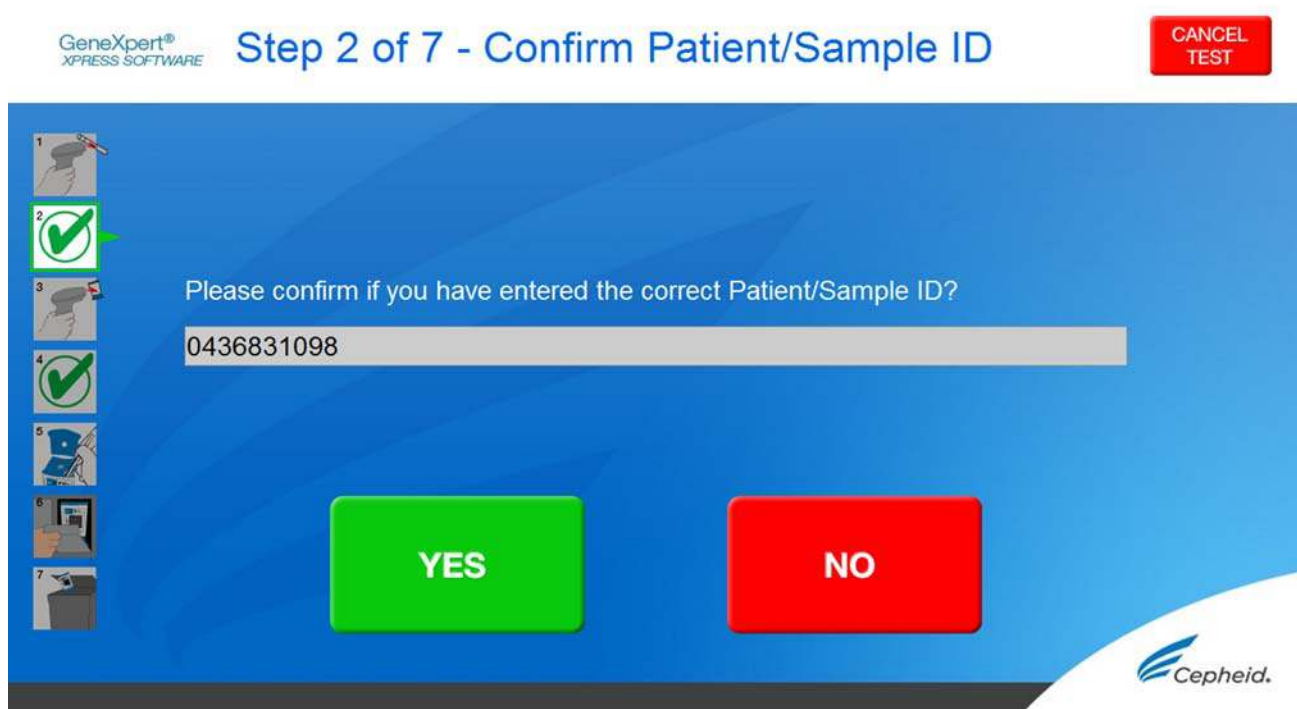 GeneXpert®
XPRESS SOFTWARE
Step 2 of 7 - Confirm Patient/Sample ID
CANCEL
TEST
1
2
3
4
5
6
7
Please confirm if you have entered the correct Patient/Sample ID?
0436831098
YES
NO
Cepheid.